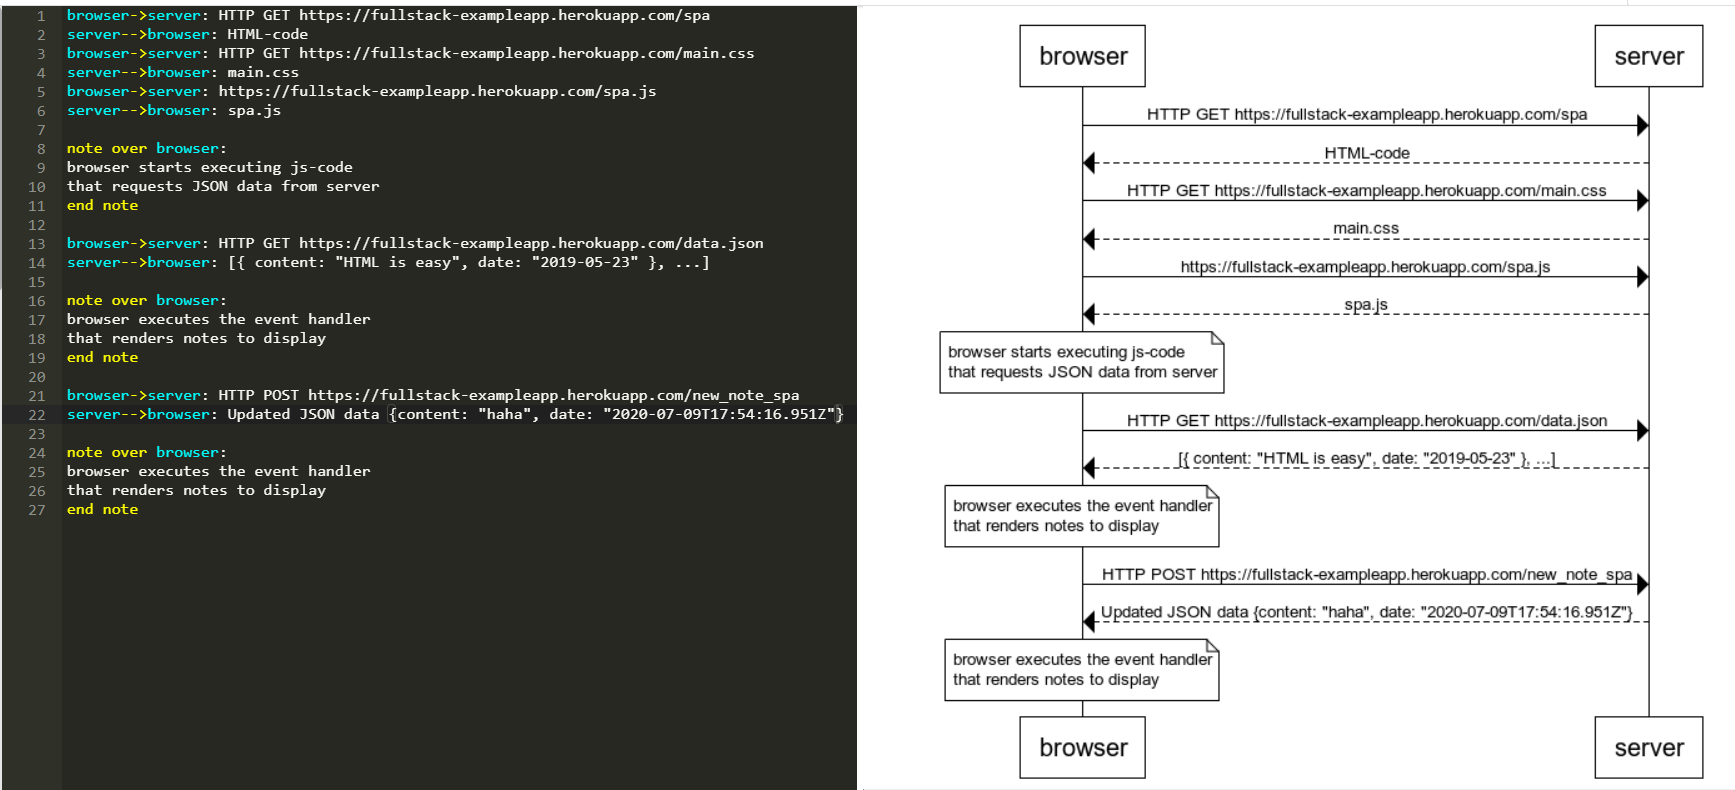 1 browser->server: HTTP GET https://fullstack-exampleapp.herokuapp.com/spa
2 server-->browser: HTML-code
3 browser->server: HTTP GET https://fullstack-exampleapp.herokuapp.com/main.css
4 server-->browser: main.css
5 browser->server: https://fullstack-exampleapp.herokuapp.com/spa.js
6 server-->browser: spa.js
7
8 note over browser:
9 browser starts executing js-code
10 that requests JSON data from server
11 end note
12
13 browser->server: HTTP GET https://fullstack-exampleapp.herokuapp.com/data.json
14 server-->browser: [{ content: "HTML is easy", date: "2019-05-23" }, ...]
15
16 note over browser:
17 browser executes the event handler
18 that renders notes to display
19 end note
20
21 browser->server: HTTP POST https://fullstack-exampleapp.herokuapp.com/new_note_spa
22 server-->browser: Updated JSON data {content: "haha", date: "2020-07-09T17:54:16.951Z"}
23
24 note over browser:
25 browser executes the event handler
26 that renders notes to display
27 end note
browser server
HTTP GET https://fullstack-exampleapp.herokuapp.com/spa
HTML-code
HTTP GET https://fullstack-exampleapp.herokuapp.com/main.css
main.css
https://fullstack-exampleapp.herokuapp.com/spa.js
spa.js
browser starts executing js-code
that requests JSON data from server
HTTP GET https://fullstack-exampleapp.herokuapp.com/data.json
[{ content: "HTML is easy", date: "2019-05-23" }, ...]
browser executes the event handler
that renders notes to display
HTTP POST https://fullstack-exampleapp.herokuapp.com/new_note_spa
Updated JSON data {content: "haha", date: "2020-07-09T17:54:16.951Z"}
browser executes the event handler
that renders notes to display
browser server